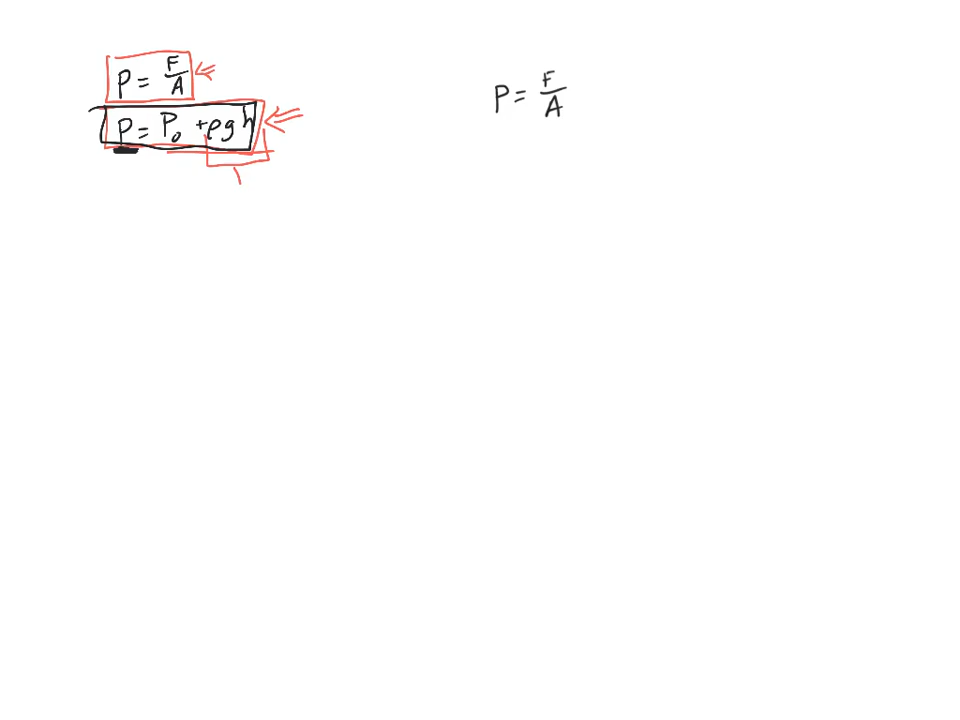 P = F/A
P = P₀ + ρgh
P = F/A